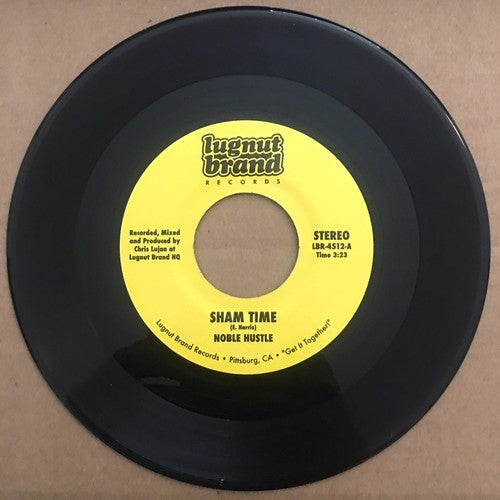 lugnut
brand
RECORDS
Recorded, Mixed
and Produced by
Chris Lujan at
Lugnut Brand HQ
STEREO
LBR-4512-A
Time 3:23
SHAM TIME
(E. Harris)
NOBLE HUSTLE
Lugnut Brand Records • Pittsburg, CA • "Get It Together!"